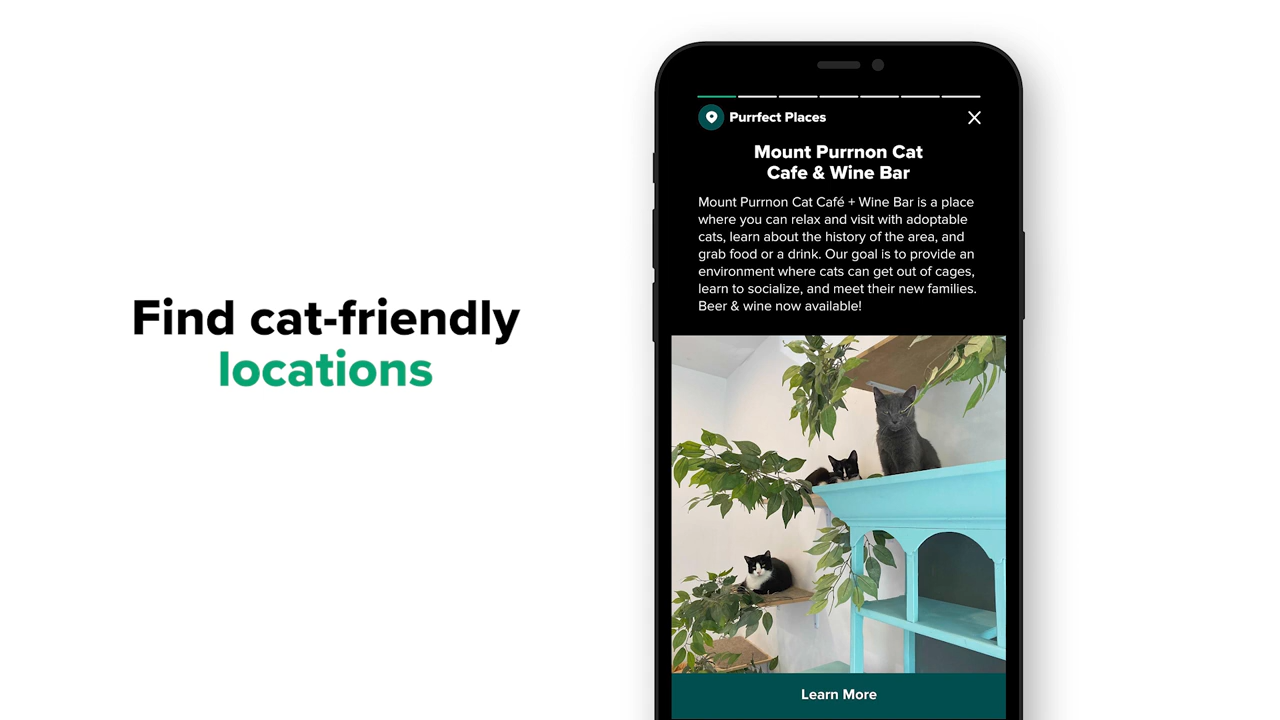 Find cat-friendly
locations
Purrfect Places
Mount Purrnon Cat
Cafe & Wine Bar
Mount Purrnon Cat Café + Wine Bar is a place
where you can relax and visit with adoptable
cats, learn about the history of the area, and
grab food or a drink. Our goal is to provide an
environment where cats can get out of cages,
learn to socialize, and meet their new families.
Beer & wine now available!
Learn More